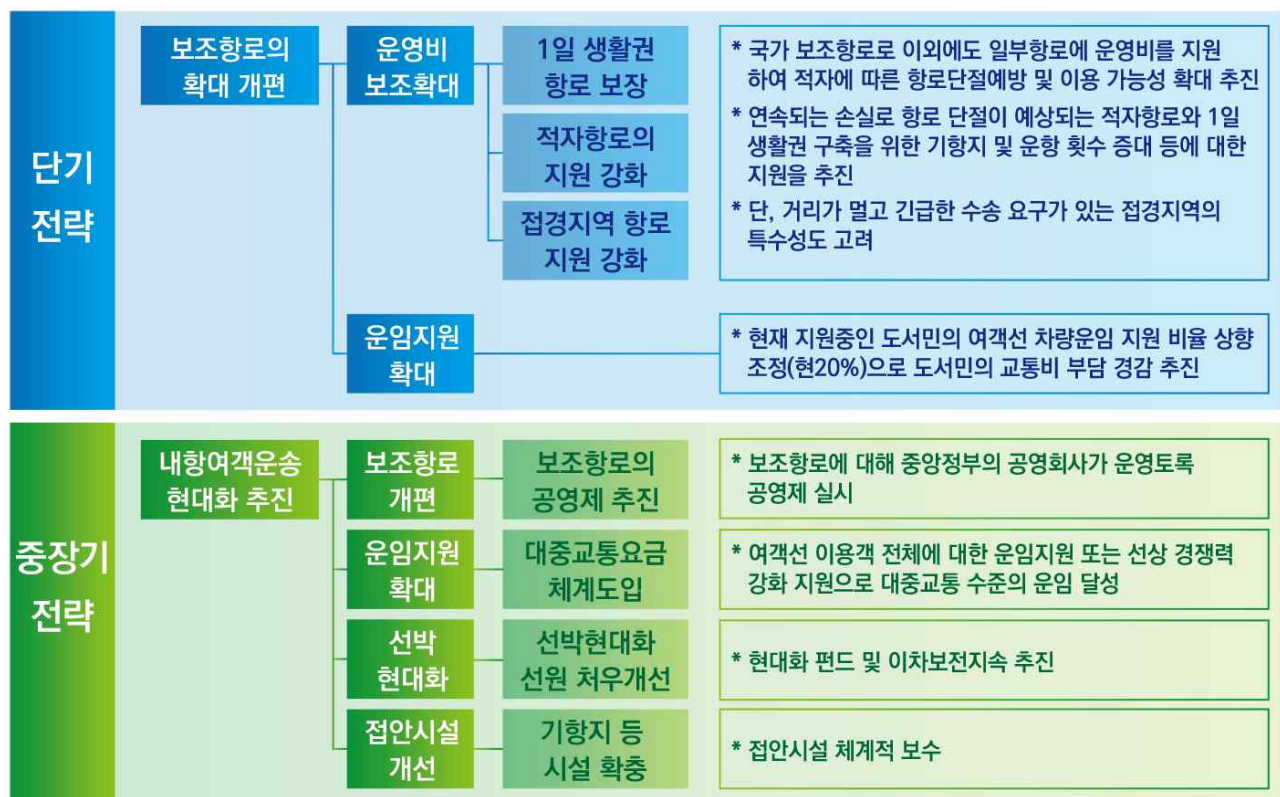 단기
전략
보조항로의
확대 개편
운영비
보조확대
1일 생활권
항로 보장
적자항로의
지원 강화
접경지역 항로
지원 강화
* 국가 보조항로로 이외에도 일부항로에 운영비를 지원
하여 적자에 따른 항로단절예방 및 이용 가능성 확대 추진
* 연속되는 손실로 항로 단절이 예상되는 적자항로와 1일
생활권 구축을 위한 기항지 및 운항 횟수 증대 등에 대한
지원을 추진
* 단, 거리가 멀고 긴급한 수송 요구가 있는 접경지역의
특수성도 고려
운임지원
확대
* 현재 지원중인 도서민의 여객선 차량운임 지원 비율 상향
조정(현20%)으로 도서민의 교통비 부담 경감 추진
중장기
전략
내항여객운송
현대화 추진
보조항로
개편
보조항로의
공영제 추진
* 보조항로에 대해 중앙정부의 공영회사가 운영토록
공영제 실시
운임지원
확대
대중교통요금
체계도입
* 여객선 이용객 전체에 대한 운임지원 또는 선상 경쟁력
강화 지원으로 대중교통 수준의 운임 달성
선박
현대화
선박현대화
선원 처우개선
* 현대화 펀드 및 이차보전지속 추진
접안시설
개선
기항지 등
시설 확충
* 접안시설 체계적 보수